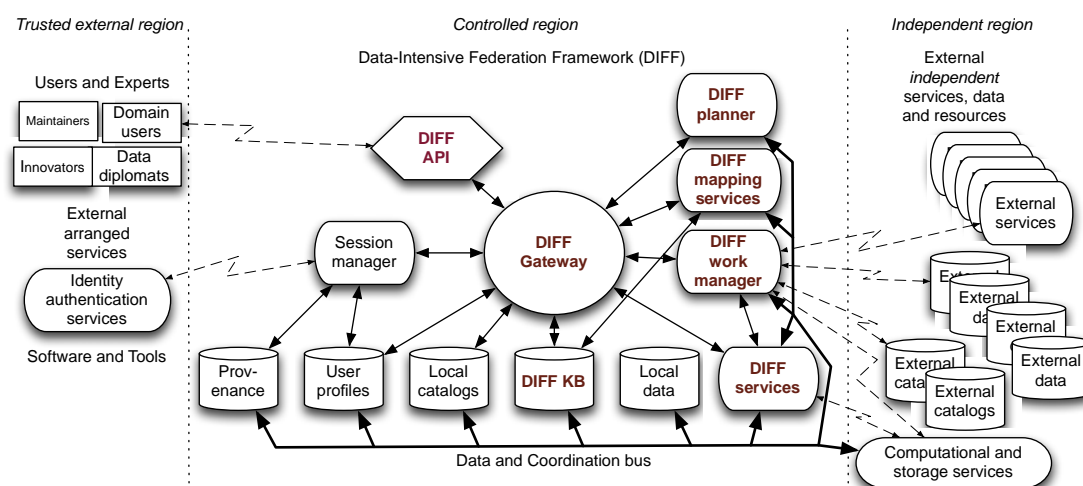 Trusted external region
Controlled region
Independent region
Data-Intensive Federation Framework (DIFF)
Users and Experts
Maintainers
Domain
users
Innovators
Data
diplomats
External
arranged
services
Identity
authentication
services
Software and Tools
DIFF
API
Session
manager
DIFF
Gateway
DIFF
planner
DIFF
mapping
services
DIFF
work
manager
Prov-
enance
User
profiles
Local
catalogs
DIFF KB
Local
data
DIFF
services
Data and Coordination bus
External
independent
services, data
and resources
External
services
External
External
data
External
data
External
data
External
catalogs
External
catalogs
Computational and
storage services